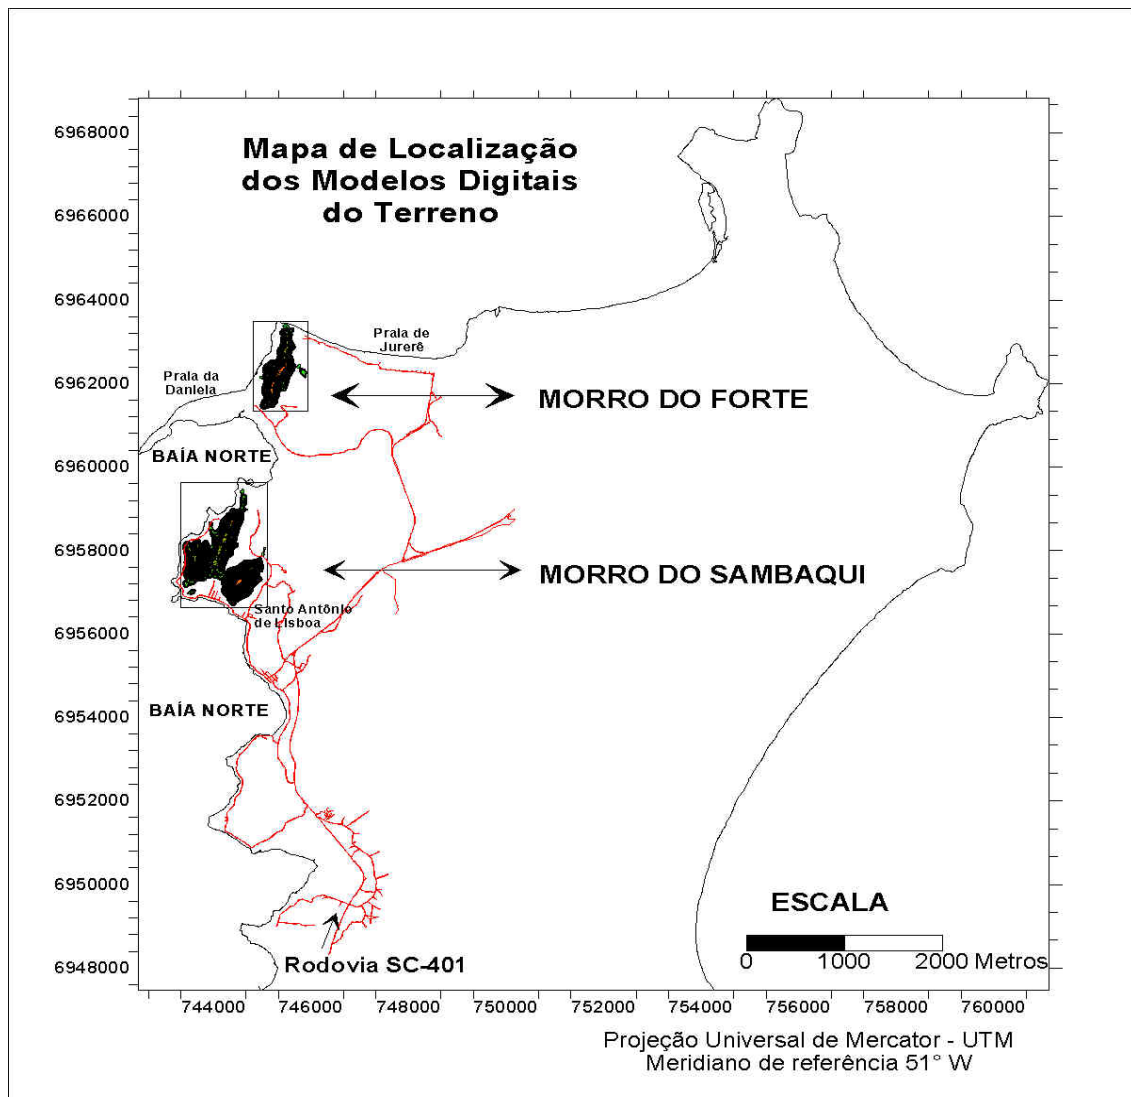 Mapa de Localização
dos Modelos Digitais
do Terreno
6968000
6966000
6964000
6962000
6960000
6958000
6956000
6954000
6952000
6950000
6948000
Praia de
Jurerê
Praia da
Daniela
MORRO DO FORTE
BAÍA NORTE
MORRO DO SAMBAQUI
Santo Antônio
de Lisboa
BAÍA NORTE
ESCALA
0 1000 2000 Metros
Rodovia SC-401
744000 746000 748000 750000 752000 754000 756000 758000 760000
Projeção Universal de Mercator - UTM
Meridiano de referência 51° W